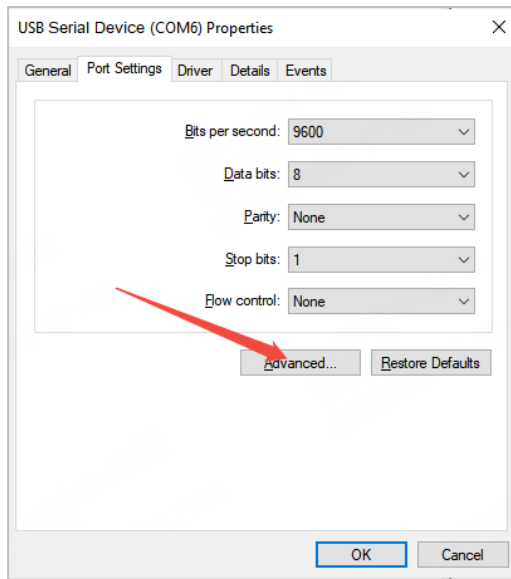 USB Serial Device (COM6) Properties
General Port Settings Driver Details Events
Bits per second: 9600
Data bits: 8
Parity: None
Stop bits: 1
Flow control: None
Advanced... Restore Defaults
OK Cancel